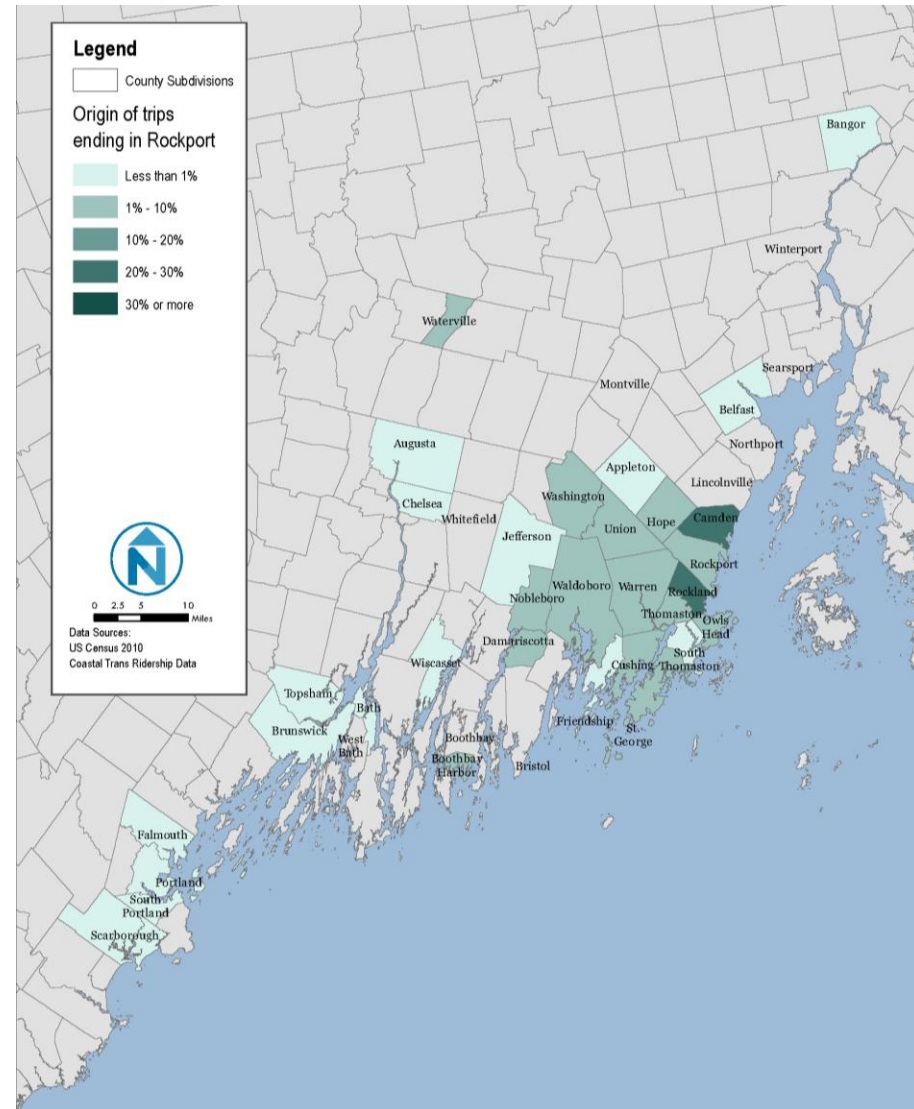 Legend
County Subdivisions
Origin of trips
ending in Rockport
Less than 1%
1% - 10%
10% - 20%
20% - 30%
30% or more
N
0 2.5 5 10
Miles
Data Sources:
US Census 2010
Coastal Trans Ridership Data
Bangor
Winterport
Waterville
Searsport
Montville
Belfast
Northport
Augusta
Appleton
Lincolnville
Washington
Chelsea
Whitefield
Hope
Camden
Union
Jefferson
Rockport
Waldoboro
Warren
Rockland
Nobleboro
Thomaston
Owls
Head
Damariscotta
South
Thomaston
Wiscasset
Cushing
Topsham
Bath
Friendship
St.
George
Brunswick
West
Bath
Boothbay
Boothbay
Harbor
Bristol
Falmouth
Portland
South
Portland
Scarborough